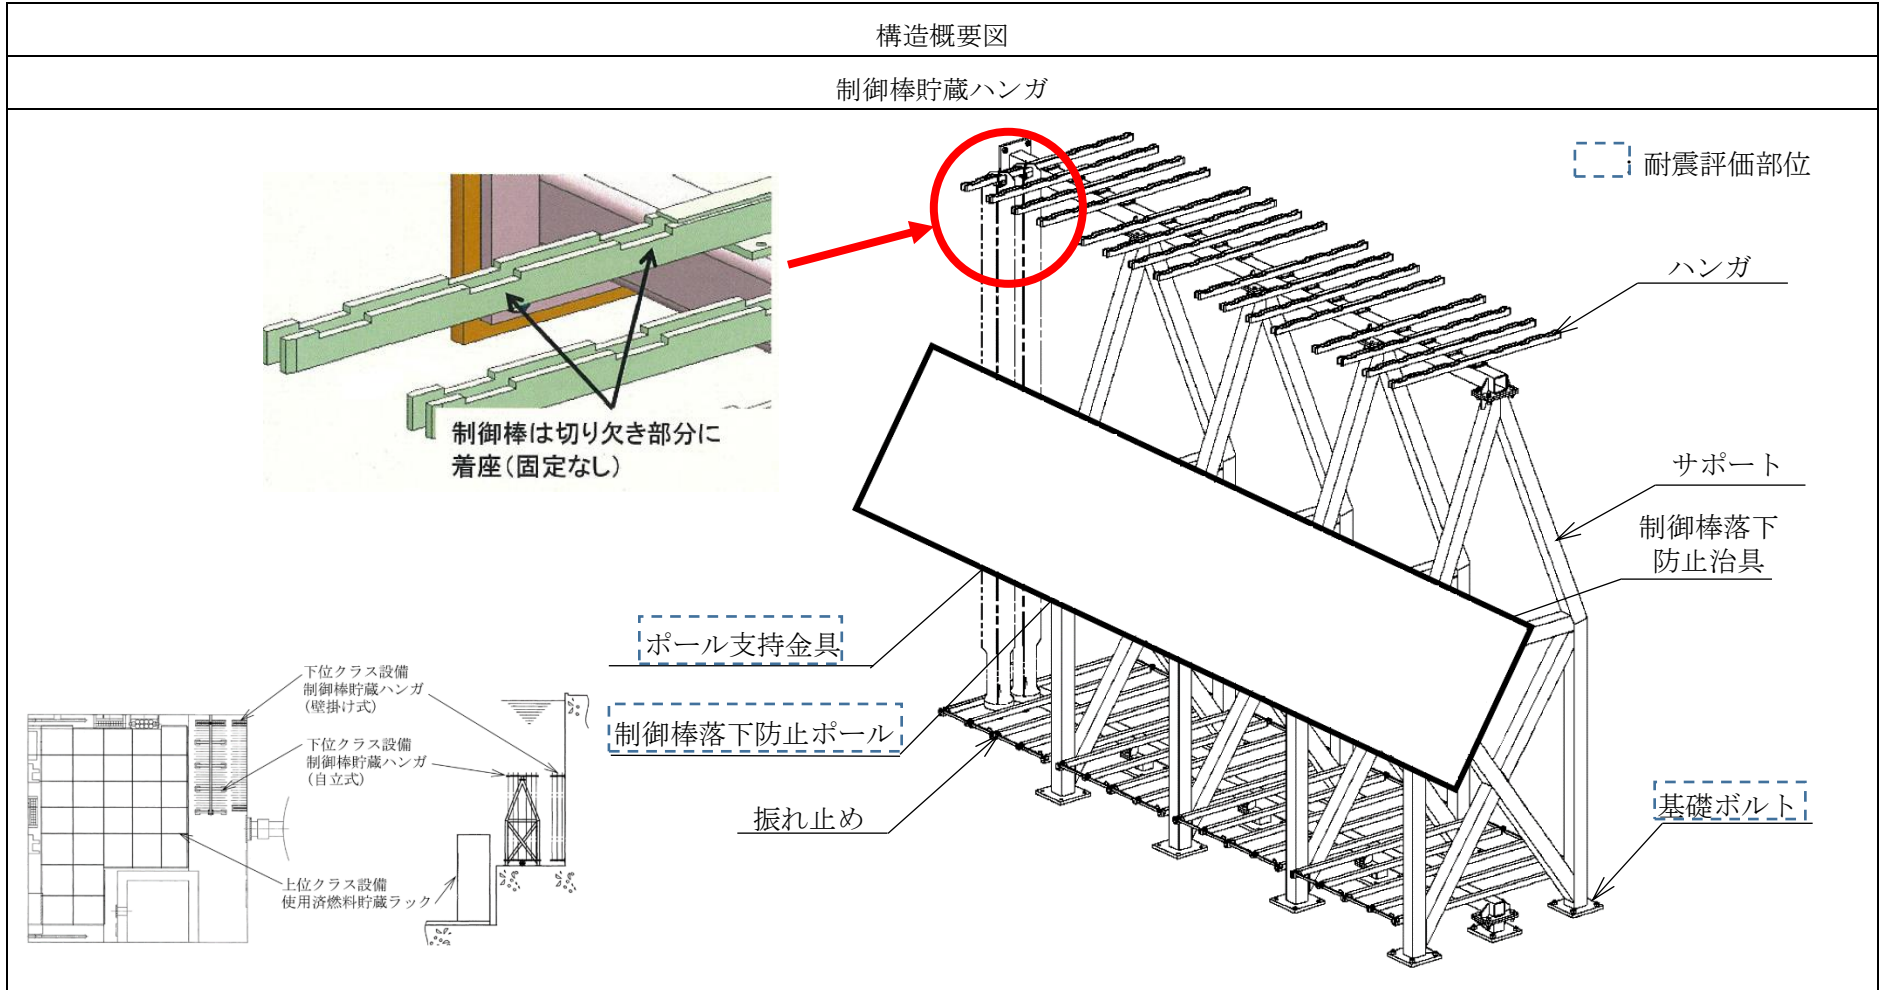 構造概要図
制御棒貯蔵ハンガ
耐震評価部位
ハンガ
制御棒は切り欠き部分に
着座(固定なし)
サポート
制御棒落下
防止治具
ポール支持金具
制御棒落下防止ポール
振れ止め
基礎ボルト
下位クラス設備
制御棒貯蔵ハンガ
(壁掛け式)
下位クラス設備
制御棒貯蔵ハンガ
(自立式)
上位クラス設備
使用済燃料貯蔵ラック